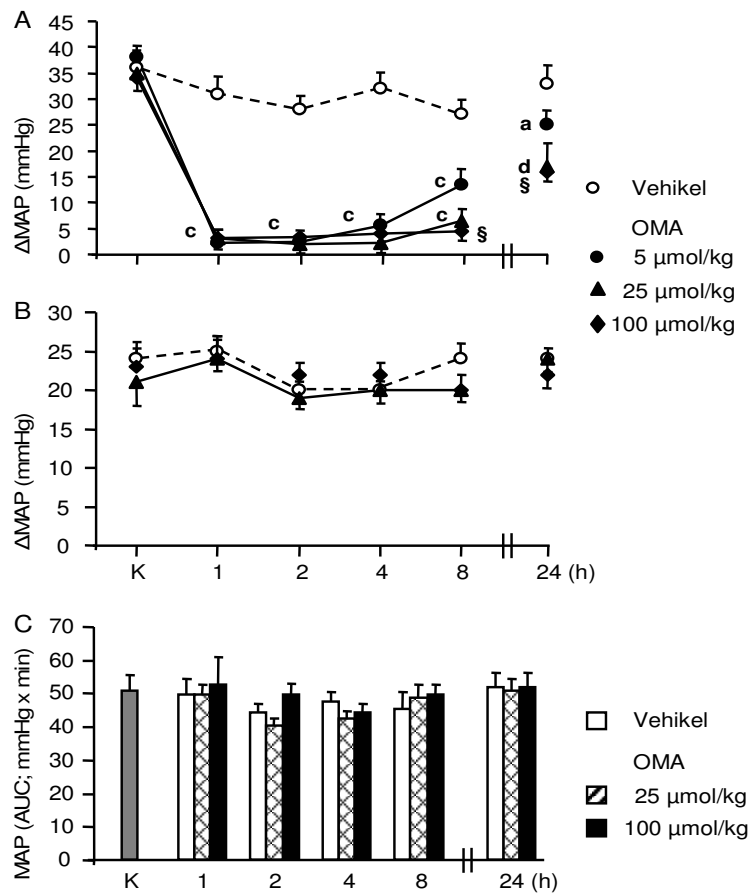 A
45
40
35
30
25
20
15
10
5
0
ΔMAP (mmHg)
c
c
c
c
c
§
a
d
§
Vehikel
OMA
5 µmol/kg
25 µmol/kg
100 µmol/kg
B
30
25
20
15
10
5
0
ΔMAP (mmHg)
K 1 2 4 8 24 (h)
C
70
60
50
40
30
20
10
0
MAP (AUC; mmHg x min)
K 1 2 4 8 24 (h)
Vehikel
OMA
25 µmol/kg
100 µmol/kg